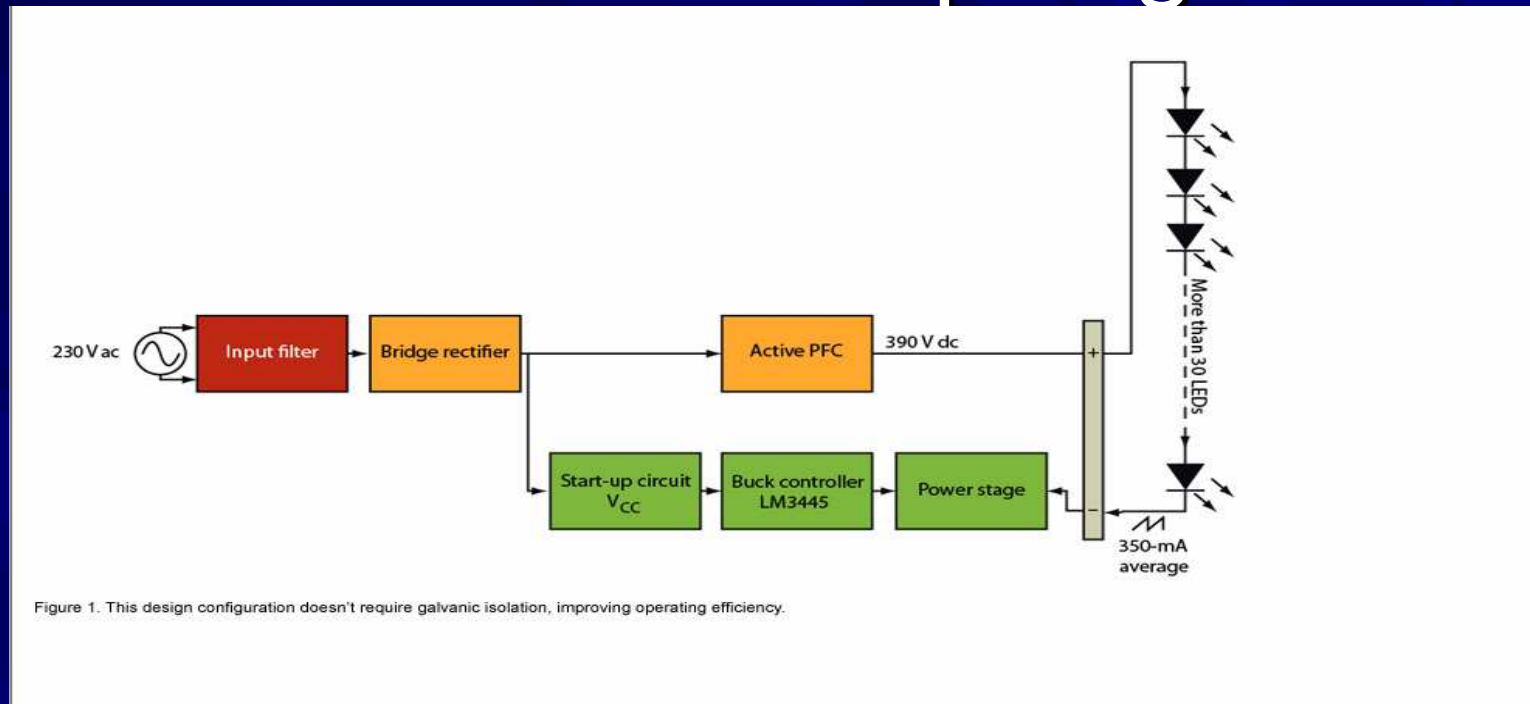 230 V ac
Input filter
Bridge rectifier
Active PFC
390 V dc
+
More than 30 LEDs
Start-up circuit
VCC
Buck controller
LM3445
Power stage
−
350-mA
average
Figure 1. This design configuration doesn't require galvanic isolation, improving operating efficiency.